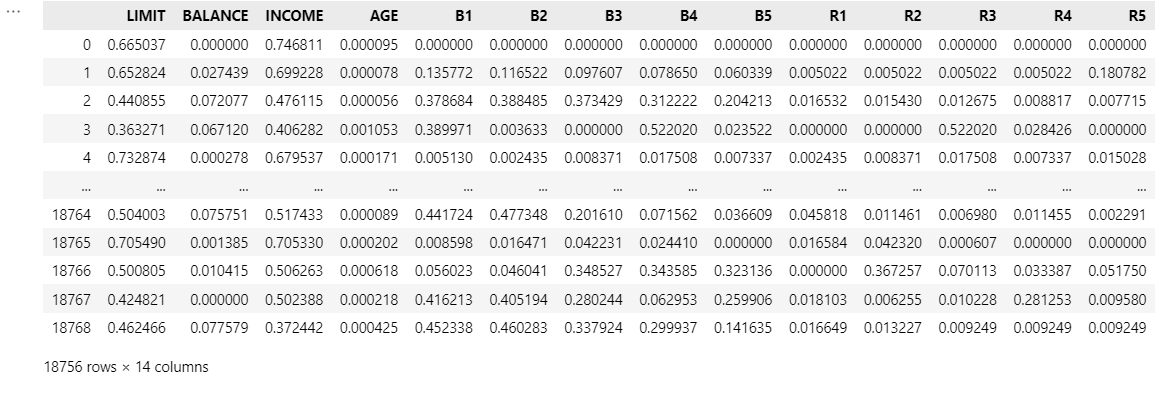 ...
LIMIT BALANCE INCOME AGE B1 B2 B3 B4 B5 R1 R2 R3 R4 R5
0 0.665037 0.000000 0.746811 0.000095 0.000000 0.000000 0.000000 0.000000 0.000000 0.000000 0.000000 0.000000 0.000000 0.000000
1 0.652824 0.027439 0.699228 0.000078 0.135772 0.116522 0.097607 0.078650 0.060339 0.005022 0.005022 0.005022 0.005022 0.180782
2 0.440855 0.072077 0.476115 0.000056 0.378684 0.388485 0.373429 0.312222 0.204213 0.016532 0.015430 0.012675 0.008817 0.007715
3 0.363271 0.067120 0.406282 0.001053 0.389971 0.003633 0.000000 0.522020 0.023522 0.000000 0.000000 0.522020 0.028426 0.000000
4 0.732874 0.000278 0.679537 0.000171 0.005130 0.002435 0.008371 0.017508 0.007337 0.002435 0.008371 0.017508 0.007337 0.015028
... ... ... ... ... ... ... ... ... ... ... ... ... ... ...
18764 0.504003 0.075751 0.517433 0.000089 0.441724 0.477348 0.201610 0.071562 0.036609 0.045818 0.011461 0.006980 0.011455 0.002291
18765 0.705490 0.001385 0.705330 0.000202 0.008598 0.016471 0.042231 0.024410 0.000000 0.016584 0.042320 0.000607 0.000000 0.000000
18766 0.500805 0.010415 0.506263 0.000618 0.056023 0.046041 0.348527 0.343585 0.323136 0.000000 0.367257 0.070113 0.033387 0.051750
18767 0.424821 0.000000 0.502388 0.000218 0.416213 0.405194 0.280244 0.062953 0.259906 0.018103 0.006255 0.010228 0.281253 0.009580
18768 0.462466 0.077579 0.372442 0.000425 0.452338 0.460283 0.337924 0.299937 0.141635 0.016649 0.013227 0.009249 0.009249 0.009249
18756 rows × 14 columns